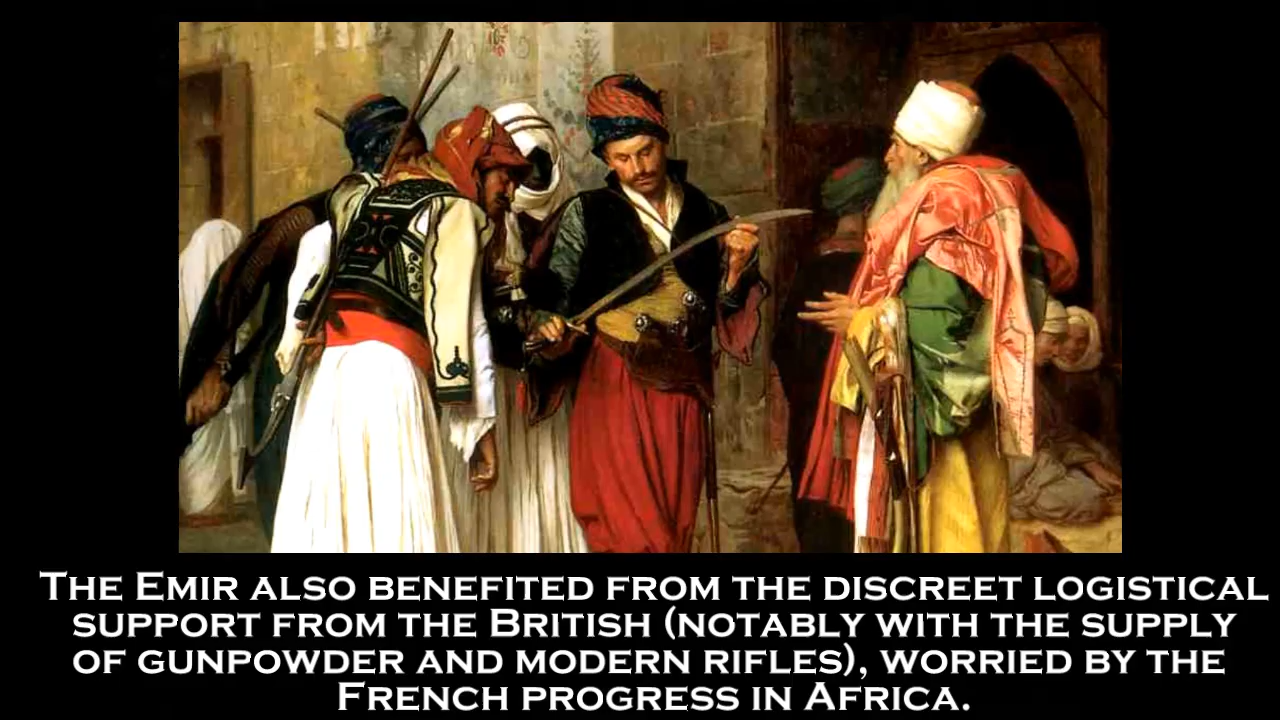 The Emir also benefited from the discreet logistical
support from the British (notably with the supply
of gunpowder and modern rifles), worried by the
French progress in Africa.